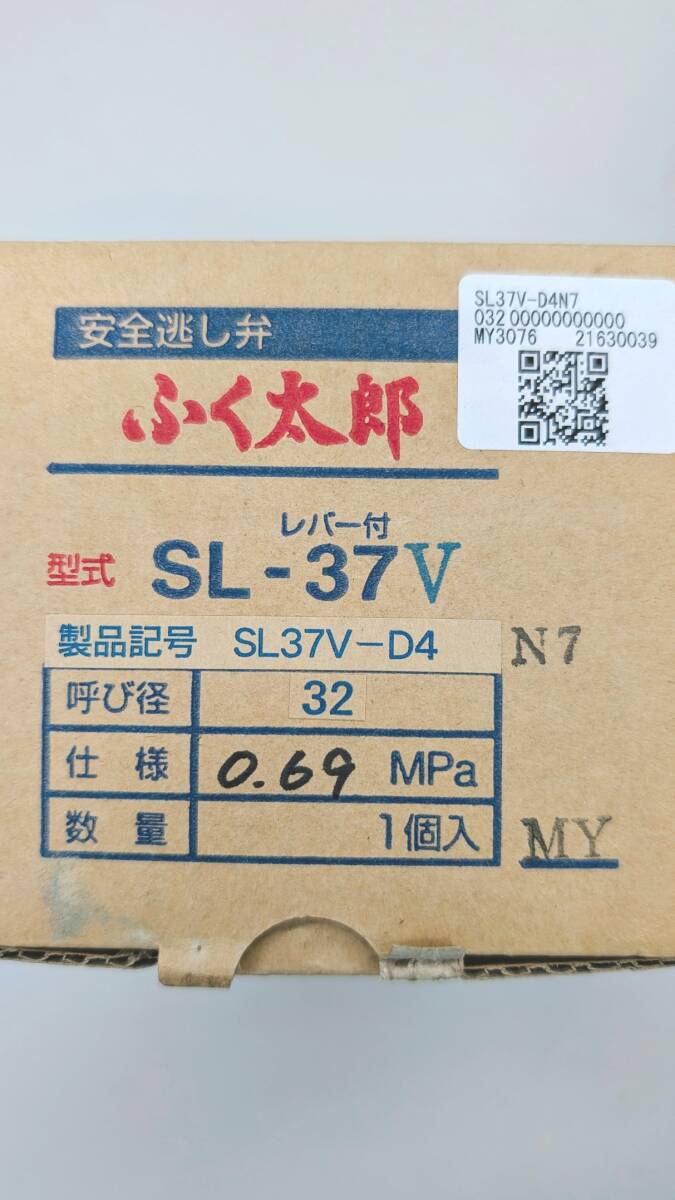 SL37V-D4N7
032 00000000000
MY3076 21630039
安全逃し弁
ふく太郎
レバー付
型式 SL-37V
製品記号 SL37V-D4 N7
呼び径 32
仕様 0.69 MPa
数量 1個入 MY